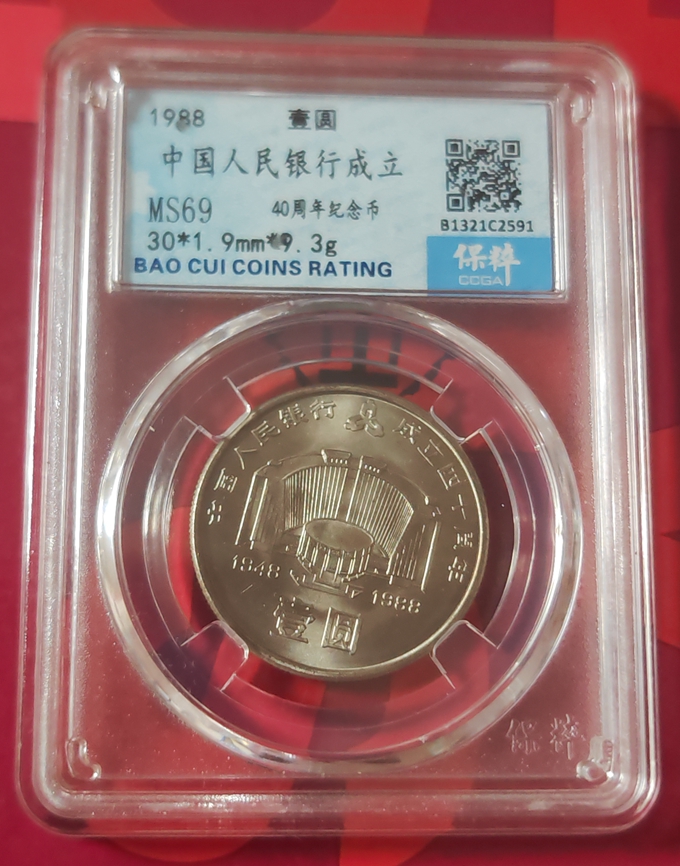 1988 壹圆
中国人民银行成立
MS69 40周年纪念币
30*1.9mm*9.3g
BAO CUI COINS RATING
B1321C2591
保粹
CCGA
中国人民银行 成立四十周年
1948 1988
壹圆
保粹